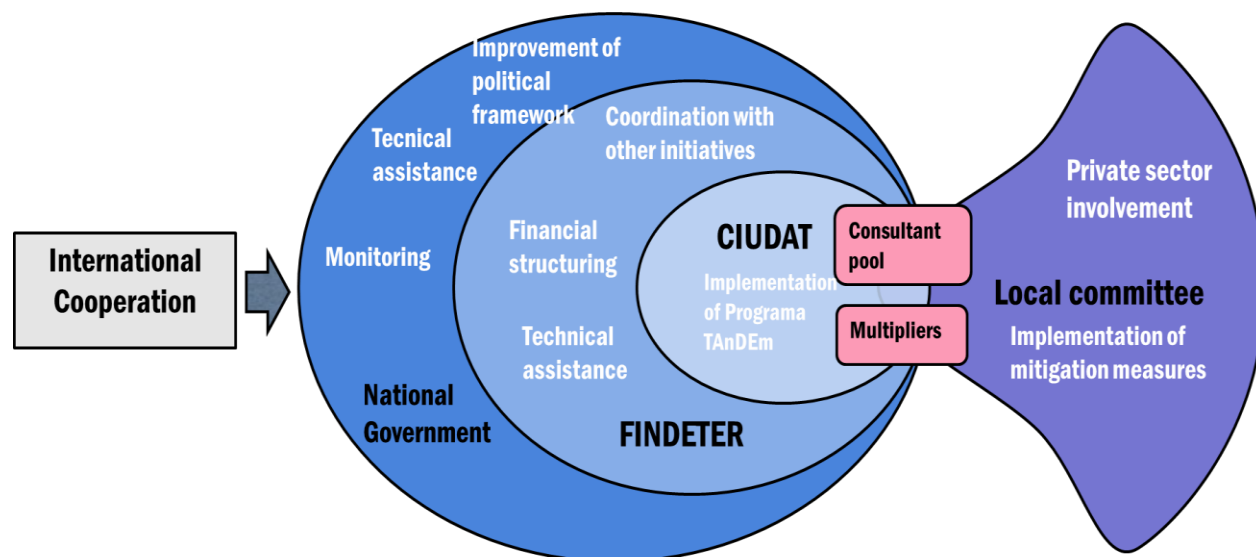 International
Cooperation
Improvement of
political
framework
Tecnical
assistance
Monitoring
National
Government
Coordination with
other initiatives
Financial
structuring
Technical
assistance
FINDETER
CIUDAT
Implementation
of Programa
TAnDEm
Consultant
pool
Multipliers
Private sector
involvement
Local committee
Implementation of
mitigation measures